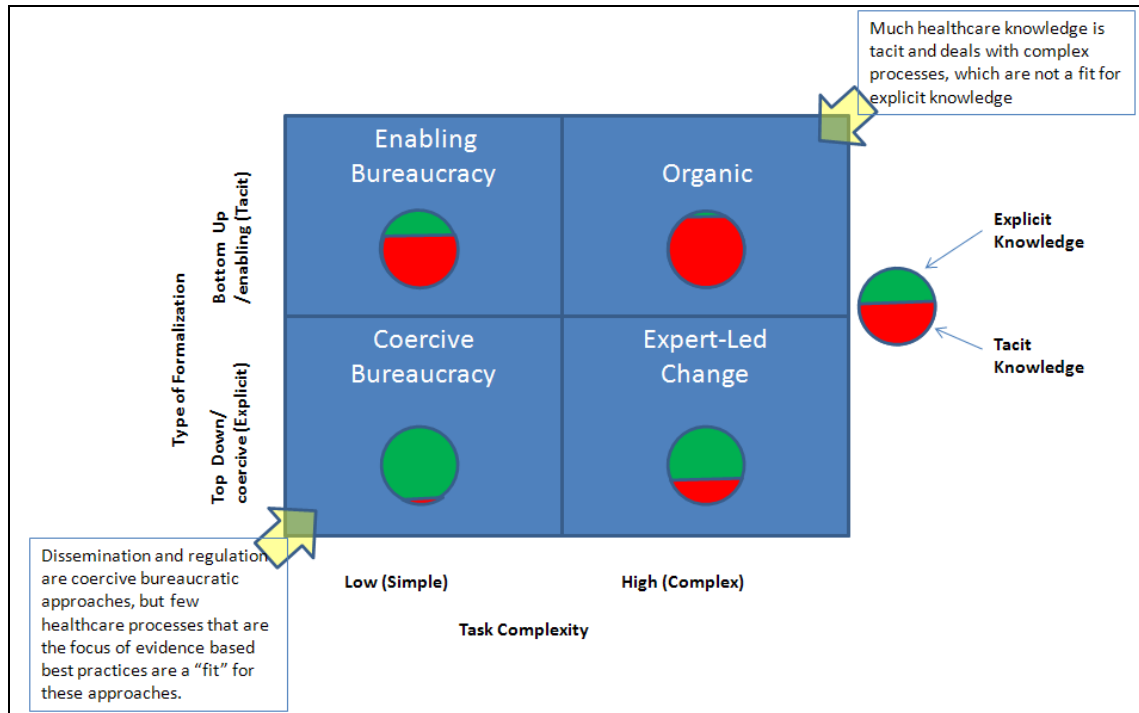 Much healthcare knowledge is
tacit and deals with complex
processes, which are not a fit for
explicit knowledge
Enabling
Bureaucracy
Organic
Coercive
Bureaucracy
Expert-Led
Change
Type of Formalization
Bottom Up
/enabling (Tacit)
Top Down/
coercive (Explicit)
Explicit
Knowledge
Tacit
Knowledge
Dissemination and regulation
are coercive bureaucratic
approaches, but few
healthcare processes that are
the focus of evidence based
best practices are a “fit” for
these approaches.
Low (Simple)
High (Complex)
Task Complexity